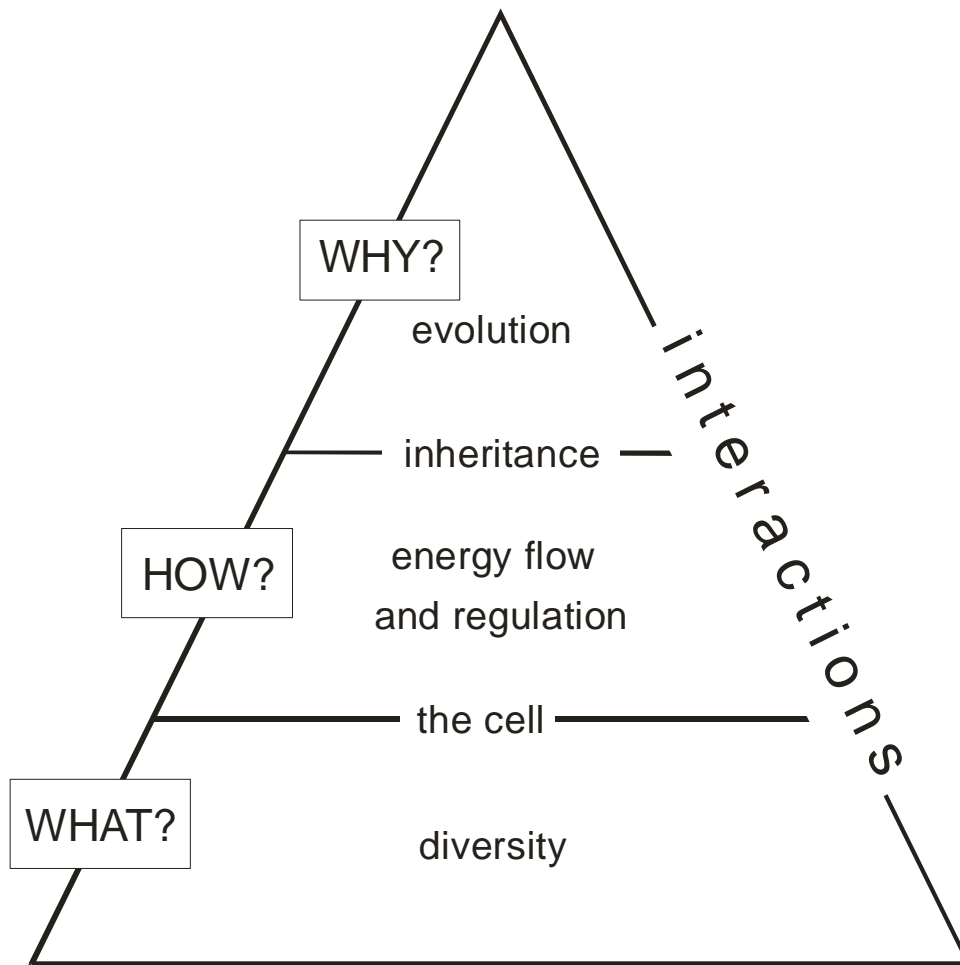 WHY?
evolution
interactions
inheritance
HOW?
energy flow
and regulation
the cell
WHAT?
diversity